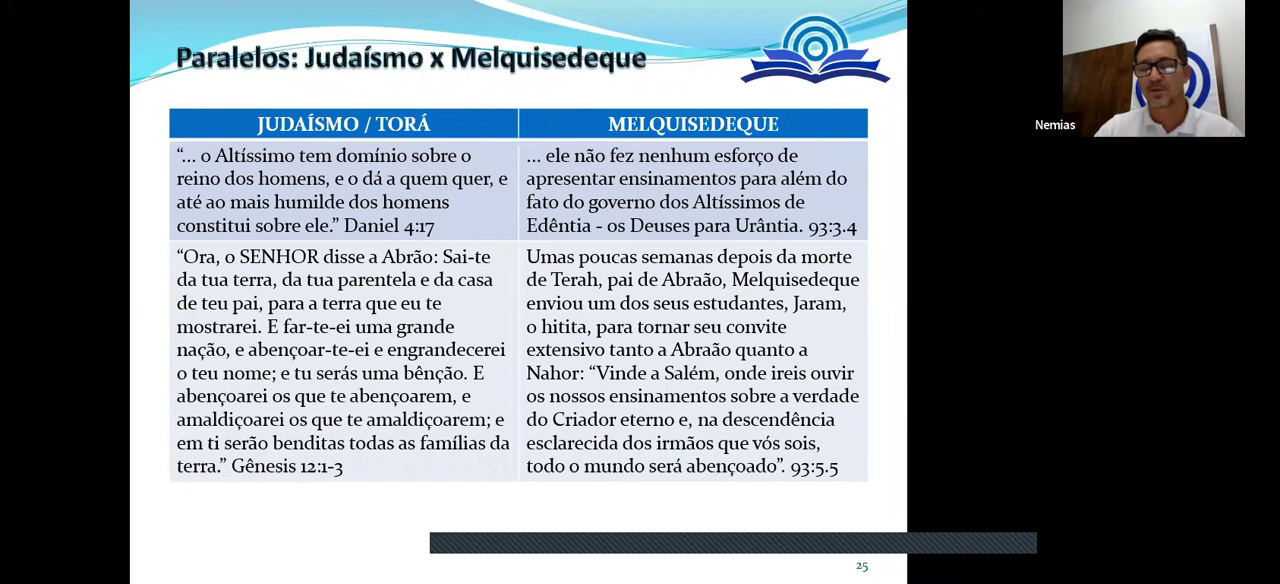 Paralelos: Judaísmo x Melquisedeque
JUDAÍSMO / TORÁ
“... o Altíssimo tem domínio sobre o
reino dos homens, e o dá a quem quer, e
até ao mais humilde dos homens
constitui sobre ele.” Daniel 4:17
“Ora, o SENHOR disse a Abrão: Sai-te
da tua terra, da tua parentela e da casa
de teu pai, para a terra que eu te
mostrarei. E far-te-ei uma grande
nação, e abençoar-te-ei e engrandecerei
o teu nome; e tu serás uma bênção. E
abençoarei os que te abençoarem, e
amaldiçoarei os que te amaldiçoarem; e
em ti serão benditas todas as famílias da
terra.” Gênesis 12:1-3
MELQUISEDEQUE
... ele não fez nenhum esforço de
apresentar ensinamentos para além do
fato do governo dos Altíssimos de
Edêntia - os Deuses para Urântia. 93:3.4
Umas poucas semanas depois da morte
de Terah, pai de Abraão, Melquisedeque
enviou um dos seus estudantes, Jaram,
o hitita, para tornar seu convite
extensivo tanto a Abraão quanto a
Nahor: “Vinde a Salém, onde ireis ouvir
os nossos ensinamentos sobre a verdade
do Criador eterno e, na descendência
esclarecida dos irmãos que vós sois,
todo o mundo será abençoado”. 93:5.5
25
Nemias